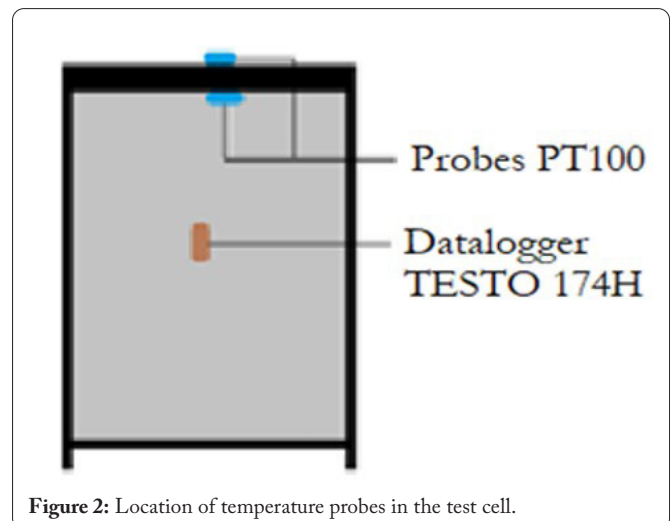 Probes PT100
Datalogger
TESTO 174H
Figure 2: Location of temperature probes in the test cell.